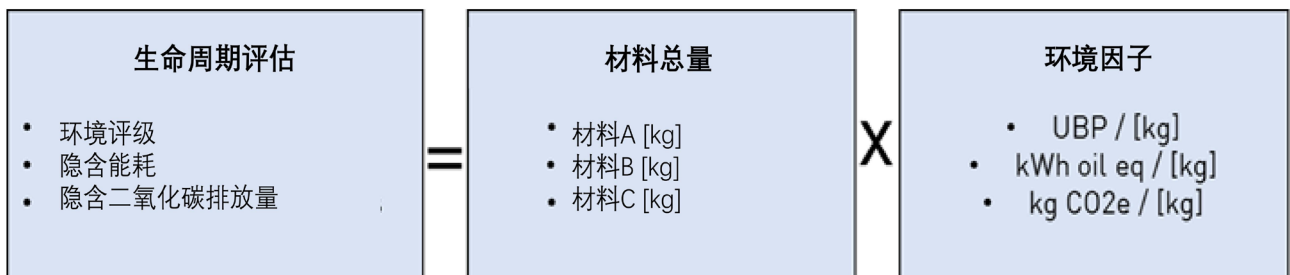 生命周期评估
• 环境评级
• 隐含能耗
• 隐含二氧化碳排放量
=
材料总量
• 材料A [kg]
• 材料B [kg]
• 材料C [kg]
X
环境因子
• UBP / [kg]
• kWh oil eq / [kg]
• kg CO2e / [kg]